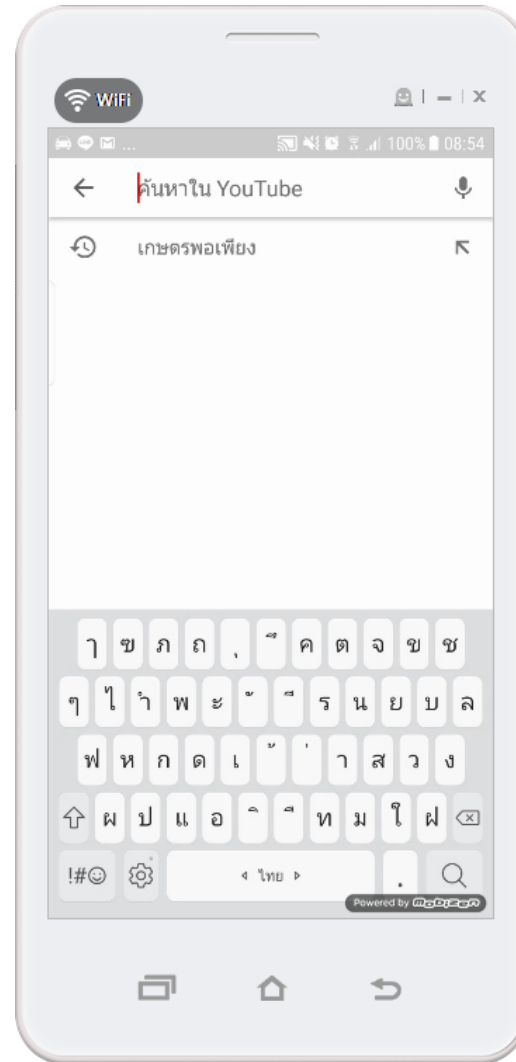 WiFi
... 100% 08:54
ค้นหาใน YouTube
เกษตรพอเพียง
ๅ ฃ ภ ถ ุ ึ ค ต จ ข ช
ๆ ไ ำ พ ะ ั ี ร น ย บ ล
ฟ ห ก ด เ ้ ่ า ส ว ง
ผ ป แ อ ิ ื ท ม ใ ฝ
!#☺ ไทย .
Powered by mobizen